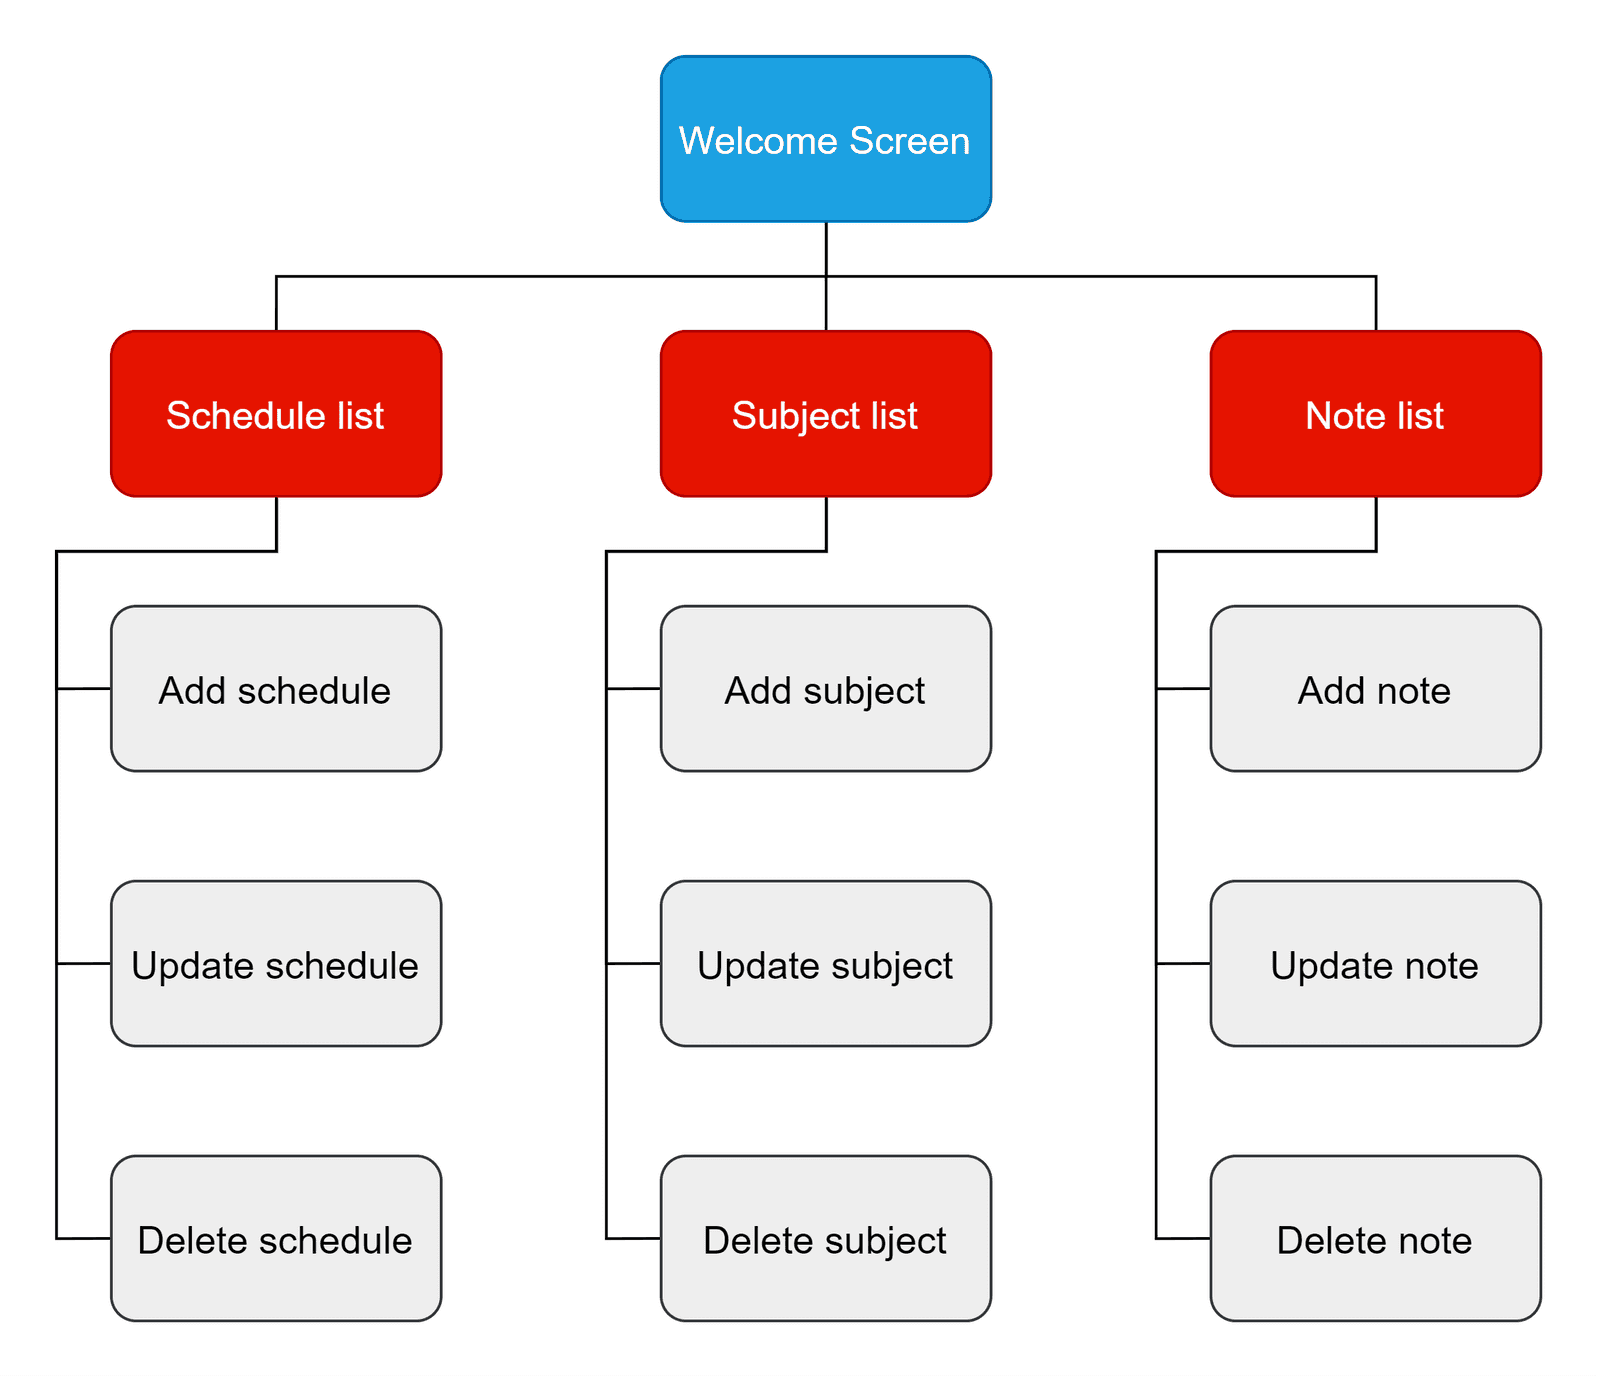 Welcome Screen
Schedule list
Subject list
Note list
Add schedule
Add subject
Add note
Update schedule
Update subject
Update note
Delete schedule
Delete subject
Delete note